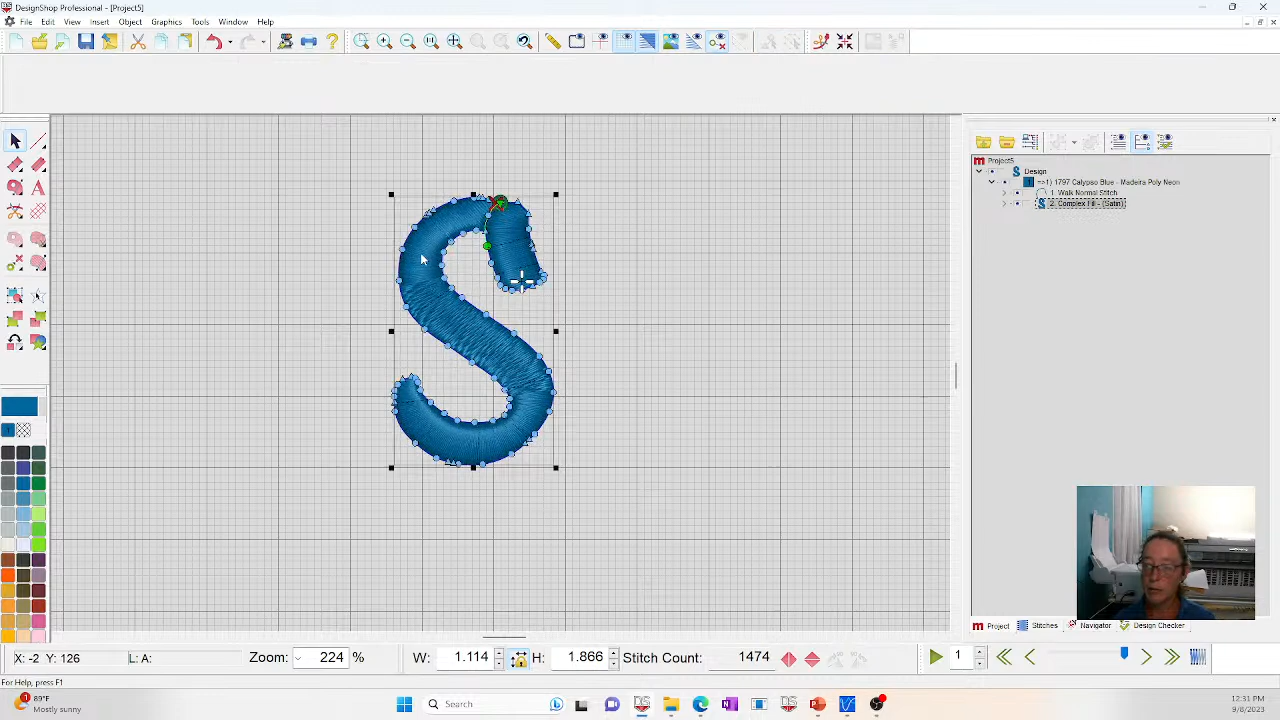 DesignShop - [Project5]
File Edit View Insert Object Graphics Tools Window Help
Project5
Design
1) 1797 Calypso Blue - Madeira Poly Neon
1. Walk Normal Stitch
2. Complex Fill - (Satin)
Project Stitches Navigator Design Checker
X: -2 Y: 126 L: A: Zoom: 224 % W: 1.114 H: 1.866 Stitch Count: 1474 1
For Help, press F1
89°F
Mostly sunny
Search
12:31 PM
9/8/2023